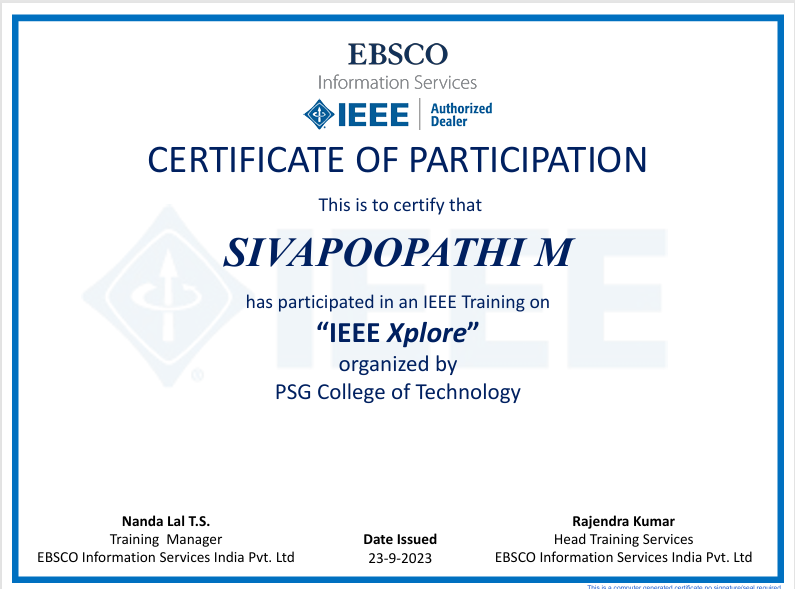 EBSCO
Information Services
IEEE Authorized
Dealer
CERTIFICATE OF PARTICIPATION
This is to certify that
SIVAPOOPATHI M
has participated in an IEEE Training on
“IEEE Xplore”
organized by
PSG College of Technology
IEEE
®
Nanda Lal T.S.
Training Manager
EBSCO Information Services India Pvt. Ltd
Date Issued
23-9-2023
Rajendra Kumar
Head Training Services
EBSCO Information Services India Pvt. Ltd
This is a computer generated certificate no signature/seal required